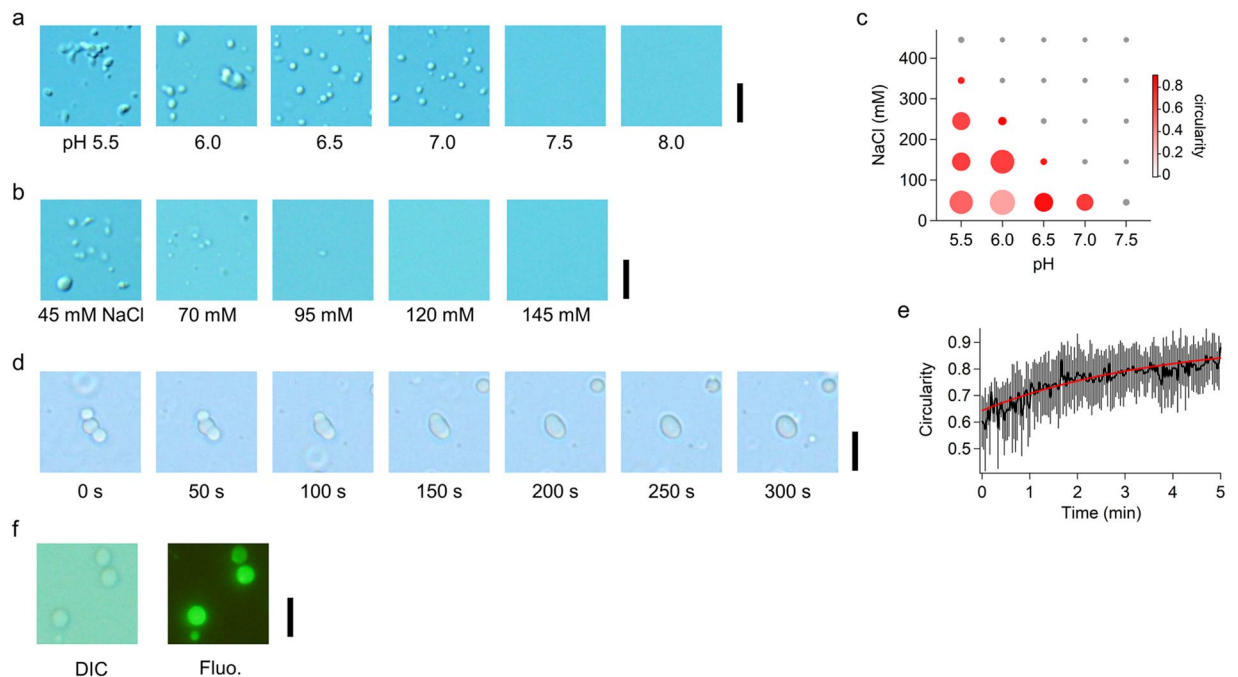 a
pH 5.5 6.0 6.5 7.0 7.5 8.0
b
45 mM NaCl 70 mM 95 mM 120 mM 145 mM
c
NaCl (mM)
400
300
200
100
0
5.5 6.0 6.5 7.0 7.5
pH
0.8
0.6
0.4
0.2
0
circularity
d
0 s 50 s 100 s 150 s 200 s 250 s 300 s
e
Circularity
0.9
0.8
0.7
0.6
0.5
0 1 2 3 4 5
Time (min)
f
DIC Fluo.